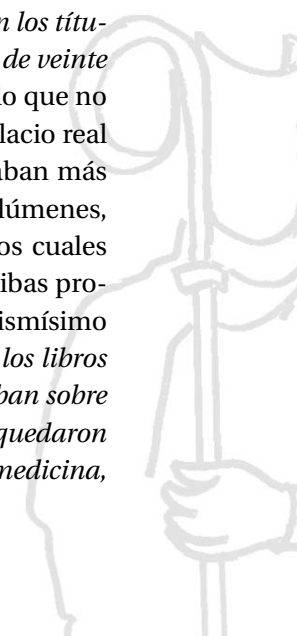 n los títu-
de veinte
lo que no
lacio real
aban más
lúmenes,
os cuales
ibas pro-
ismísimo
los libros
ban sobre
quedaron
medicina,